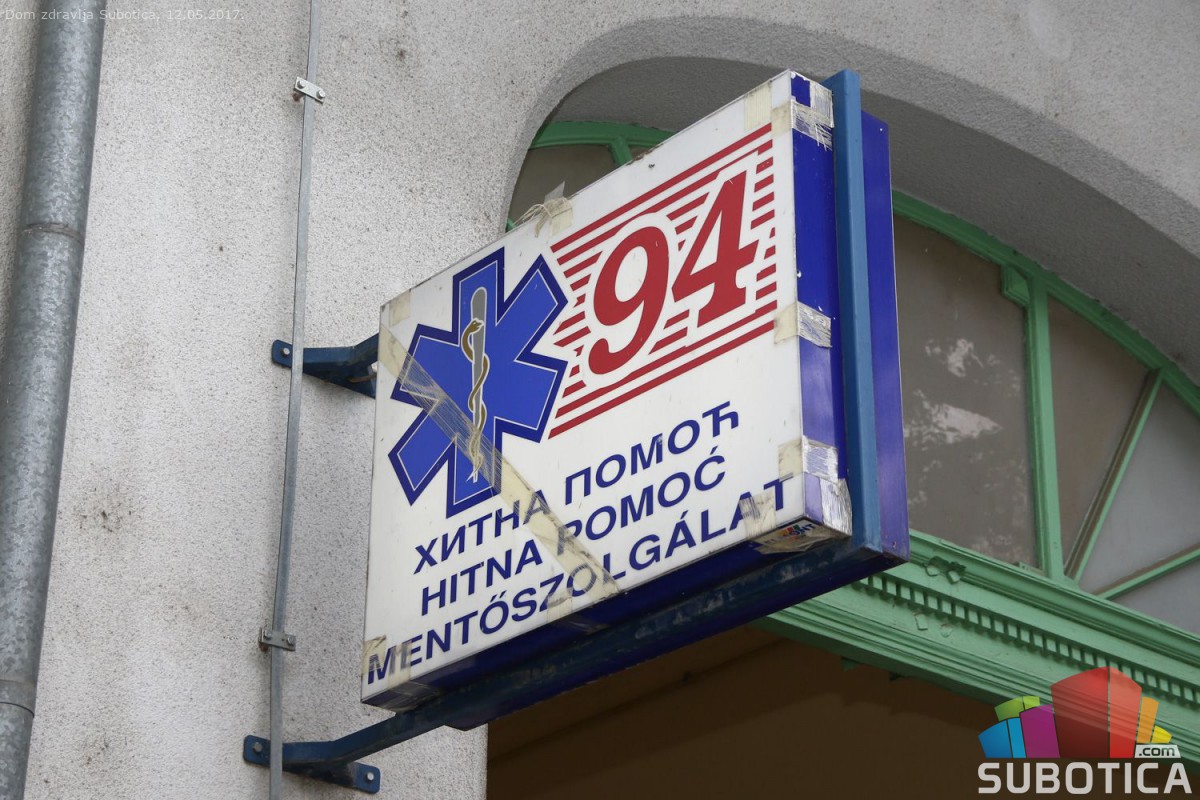 Dom zdravlja Subotica, 12.05.2017.
94
ХИТНА ПОМОЋ
HITNA POMOĆ
MENTŐSZOLGÁLAT
.com
SUBOTICA